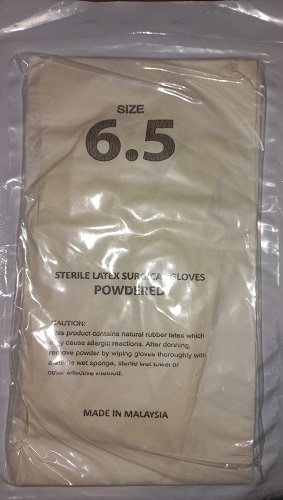 SIZE
6.5
STERILE LATEX SURGICAL GLOVES
POWDERED
CAUTION:
This product contains natural rubber latex which
may cause allergic reactions. After donning,
remove powder by wiping gloves thoroughly with
a sterile wet sponge, sterile wet towel or
other effective method.
MADE IN MALAYSIA